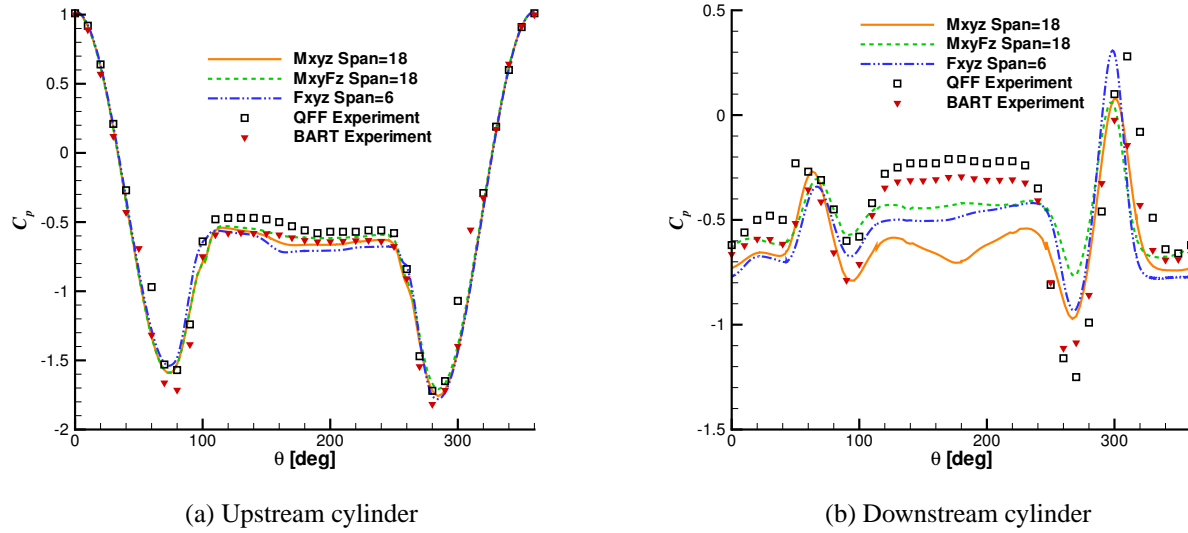 Mxyz Span=18
MxyFz Span=18
Fxyz Span=6
QFF Experiment
BART Experiment
1
0.5
0
-0.5
-1
-1.5
-2
Cp
0 100 200 300
θ [deg]
(a) Upstream cylinder
Mxyz Span=18
MxyFz Span=18
Fxyz Span=6
QFF Experiment
BART Experiment
0.5
0
-0.5
-1
-1.5
Cp
0 100 200 300
θ [deg]
(b) Downstream cylinder